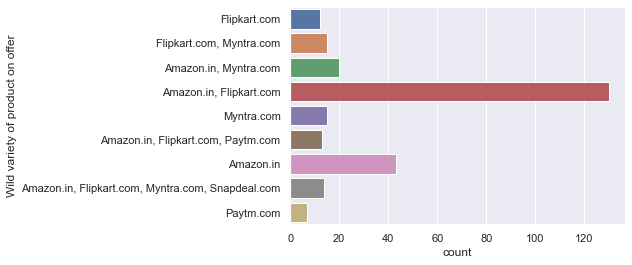 Wild variety of product on offer
Flipkart.com
Flipkart.com, Myntra.com
Amazon.in, Myntra.com
Amazon.in, Flipkart.com
Myntra.com
Amazon.in, Flipkart.com, Paytm.com
Amazon.in
Amazon.in, Flipkart.com, Myntra.com, Snapdeal.com
Paytm.com
0 20 40 60 80 100 120
count